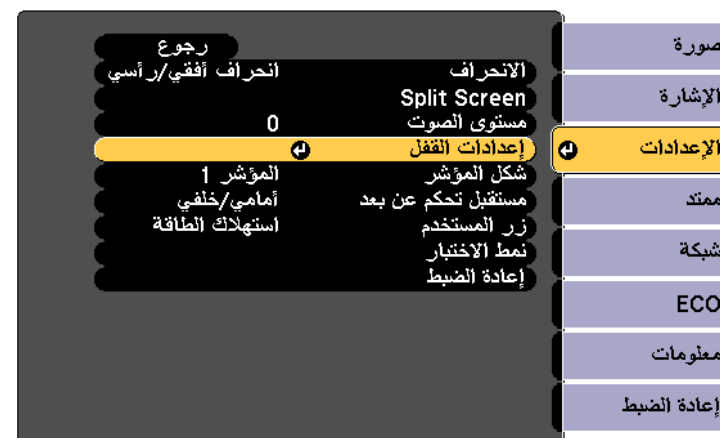 رجوع
الانحراف انحراف أفقي/رأسي
Split Screen
مستوى الصوت 0
إعدادات القفل
شكل المؤشر المؤشر 1
مستقبل تحكم عن بعد أمامي/خلفي
زر المستخدم استهلاك الطاقة
نمط الاختبار
إعادة الضبط
صورة
الإشارة
الإعدادات
ممتد
شبكة
ECO
معلومات
إعادة الضبط